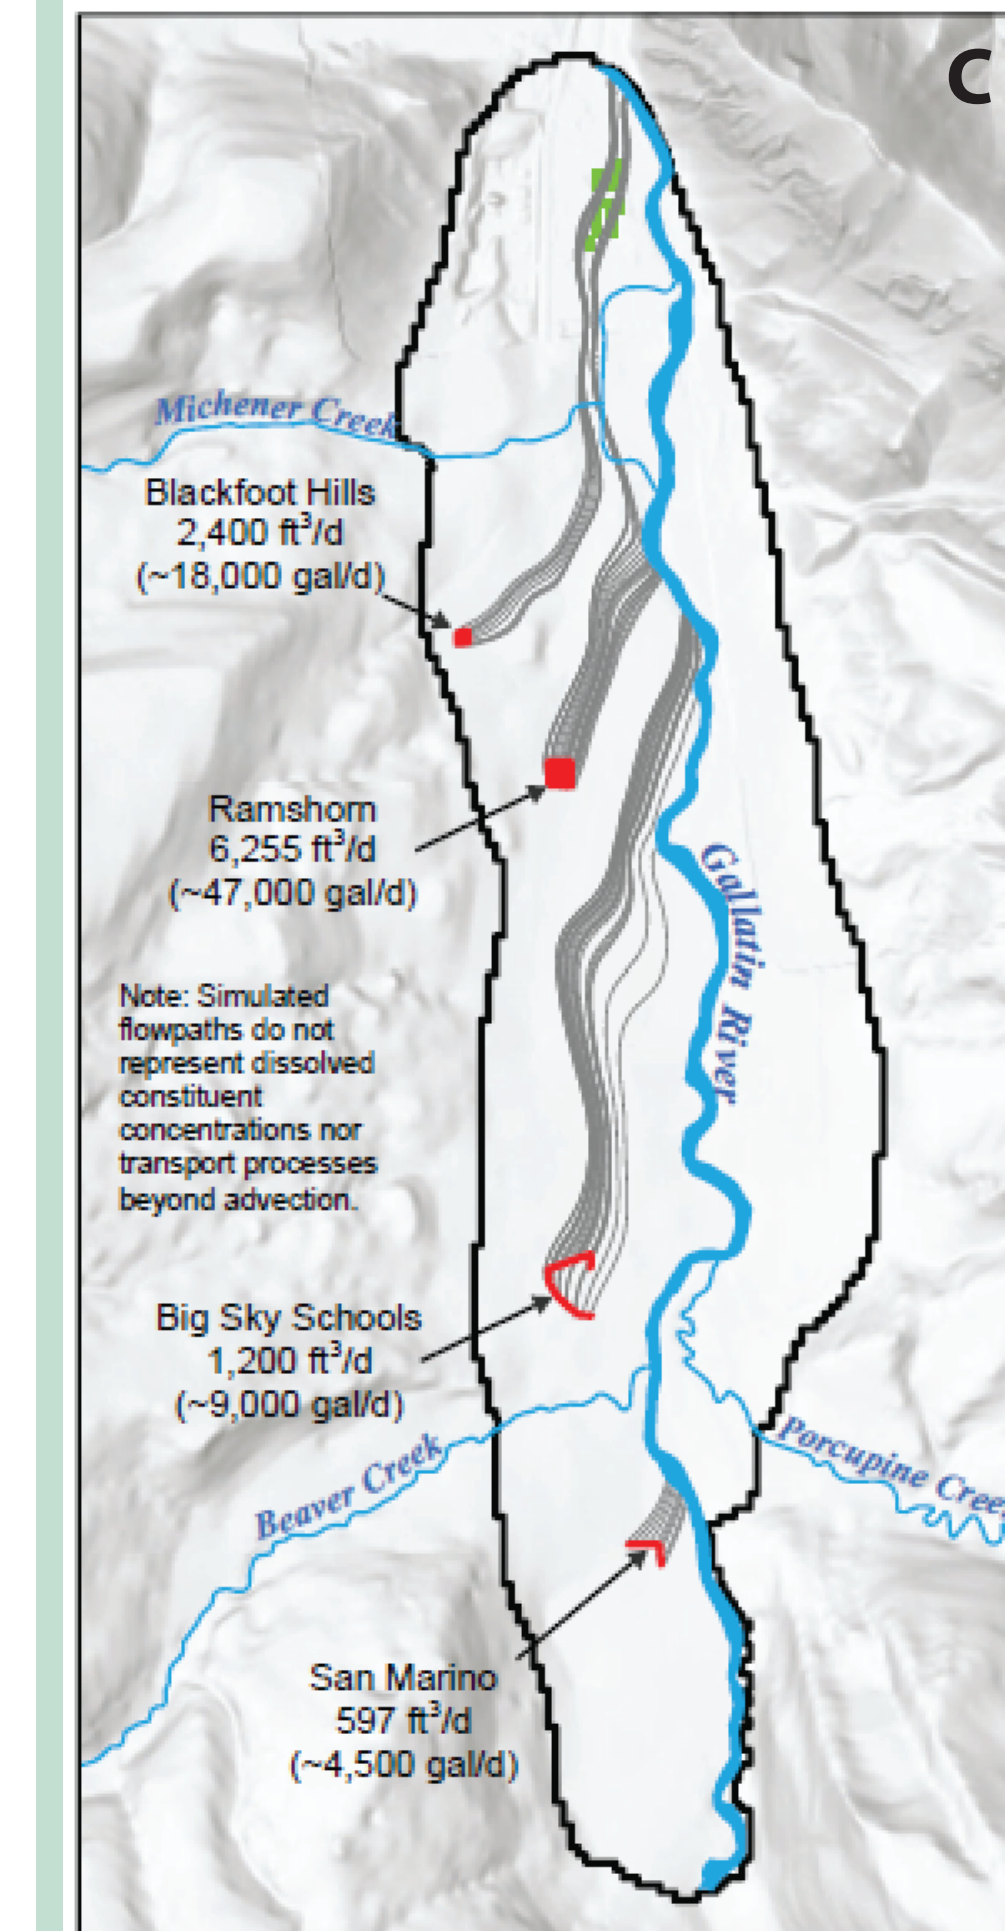 C
Michener Creek
Blackfoot Hills
2,400 ft³/d
(~18,000 gal/d)
Ramshorn
6,255 ft³/d
(~47,000 gal/d)
Gallatin River
Note: Simulated
flowpaths do not
represent dissolved
constituent
concentrations nor
transport processes
beyond advection.
Big Sky Schools
1,200 ft³/d
(~9,000 gal/d)
Beaver Creek
Porcupine Cree
San Marino
597 ft³/d
(~4,500 gal/d)